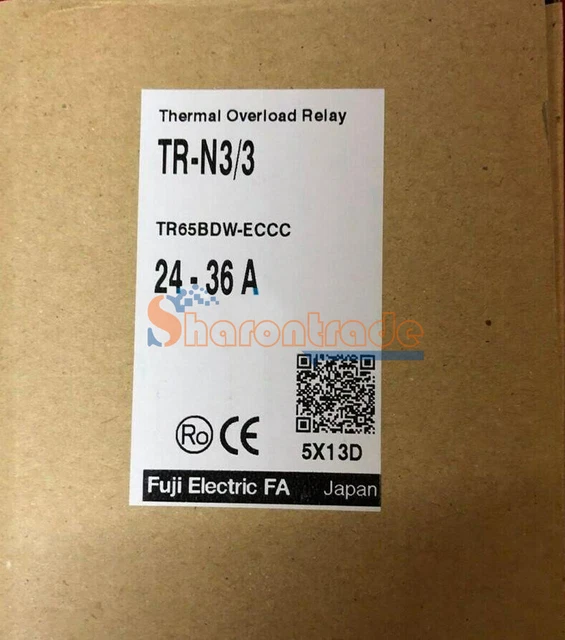 Thermal Overload Relay
TR-N3/3
TR65BDW-ECCC
24-36 A
Sharontrade
Ro CE
5X13D
Fuji Electric FA Japan